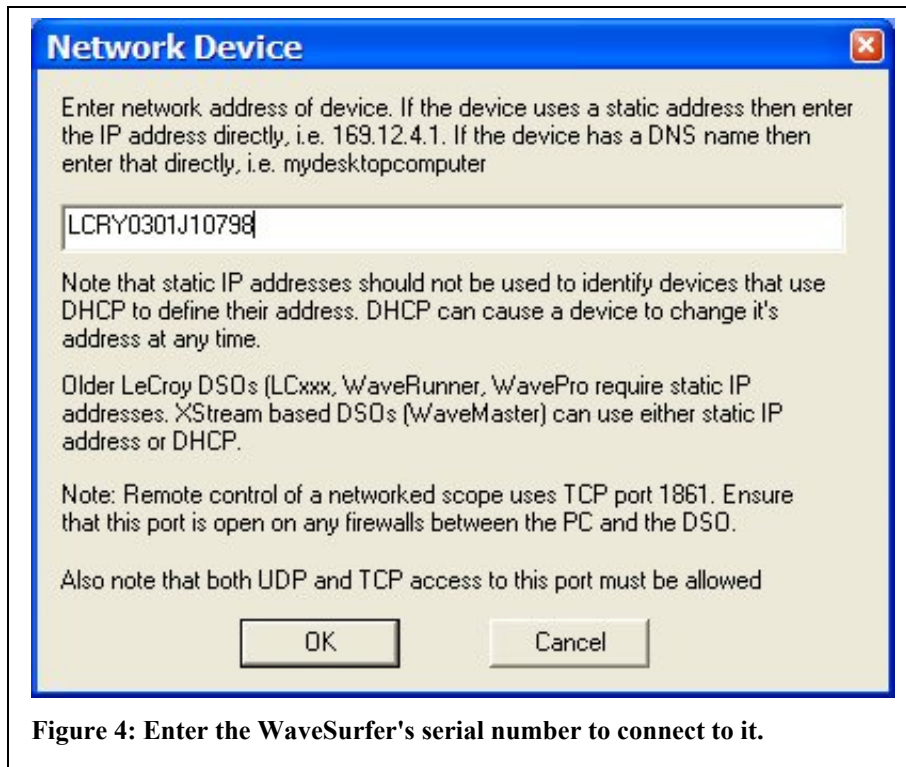 Network Device
Enter network address of device. If the device uses a static address then enter
the IP address directly, i.e. 169.12.4.1. If the device has a DNS name then
enter that directly, i.e. mydesktopcomputer
LCRY0301J10798
Note that static IP addresses should not be used to identify devices that use
DHCP to define their address. DHCP can cause a device to change it's
address at any time.
Older LeCroy DSOs (LCxxx, WaveRunner, WavePro require static IP
addresses. XStream based DSOs (WaveMaster) can use either static IP
address or DHCP.
Note: Remote control of a networked scope uses TCP port 1861. Ensure
that this port is open on any firewalls between the PC and the DSO.
Also note that both UDP and TCP access to this port must be allowed
OK Cancel
Figure 4: Enter the WaveSurfer's serial number to connect to it.